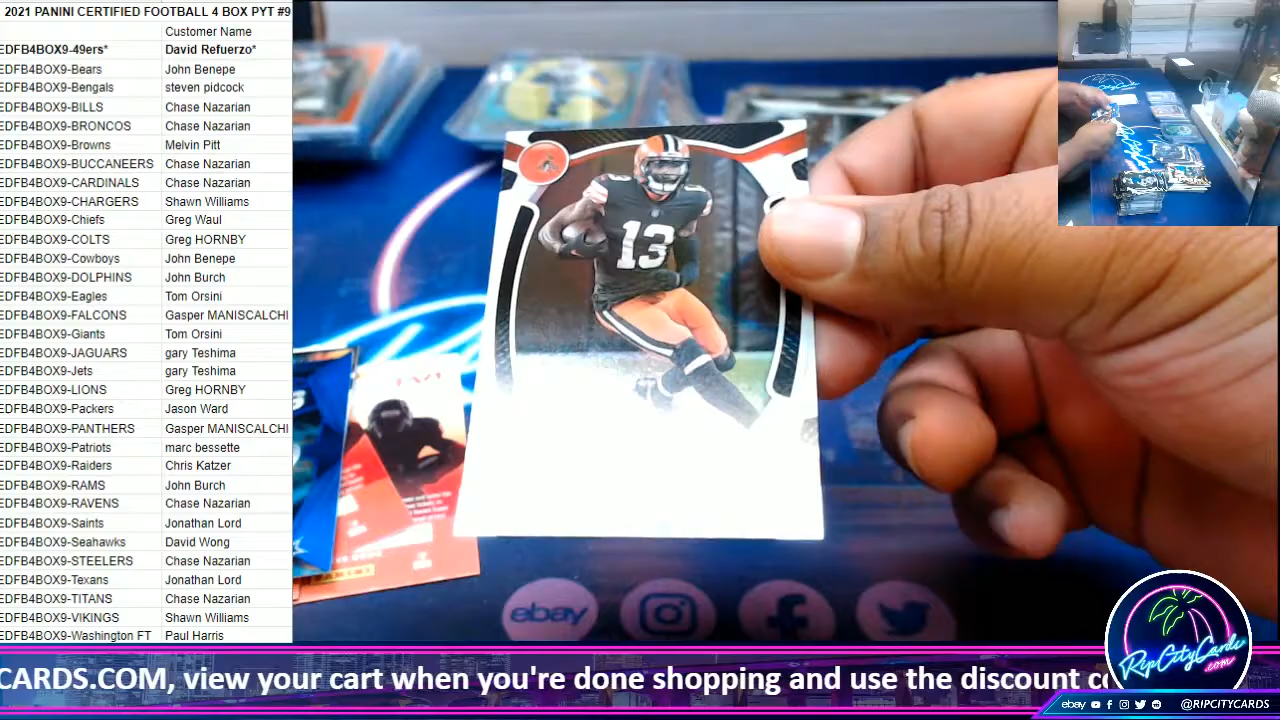 2021 PANINI CERTIFIED FOOTBALL 4 BOX PYT #9
Customer Name
EDFB4BOX9-49ers* David Refuerzo*
EDFB4BOX9-Bears John Benepe
EDFB4BOX9-Bengals steven pidcock
EDFB4BOX9-BILLS Chase Nazarian
EDFB4BOX9-BRONCOS Chase Nazarian
EDFB4BOX9-Browns Melvin Pitt
EDFB4BOX9-BUCCANEERS Chase Nazarian
EDFB4BOX9-CARDINALS Chase Nazarian
EDFB4BOX9-CHARGERS Shawn Williams
EDFB4BOX9-Chiefs Greg Waul
EDFB4BOX9-COLTS Greg HORNBY
EDFB4BOX9-Cowboys John Benepe
EDFB4BOX9-DOLPHINS John Burch
EDFB4BOX9-Eagles Tom Orsini
EDFB4BOX9-FALCONS Gasper MANISCALCHI
EDFB4BOX9-Giants Tom Orsini
EDFB4BOX9-JAGUARS gary Teshima
EDFB4BOX9-Jets gary Teshima
EDFB4BOX9-LIONS Greg HORNBY
EDFB4BOX9-Packers Jason Ward
EDFB4BOX9-PANTHERS Gasper MANISCALCHI
EDFB4BOX9-Patriots marc bessette
EDFB4BOX9-Raiders Chris Katzer
EDFB4BOX9-RAMS John Burch
EDFB4BOX9-RAVENS Chase Nazarian
EDFB4BOX9-Saints Jonathan Lord
EDFB4BOX9-Seahawks David Wong
EDFB4BOX9-STEELERS Chase Nazarian
EDFB4BOX9-Texans Jonathan Lord
EDFB4BOX9-TITANS Chase Nazarian
EDFB4BOX9-VIKINGS Shawn Williams
EDFB4BOX9-Washington FT Paul Harris
13
ebay
CARDS.COM, view your cart when you're done shopping and use the discount
RipCityCards
.com
ebay @RIPCITYCARDS